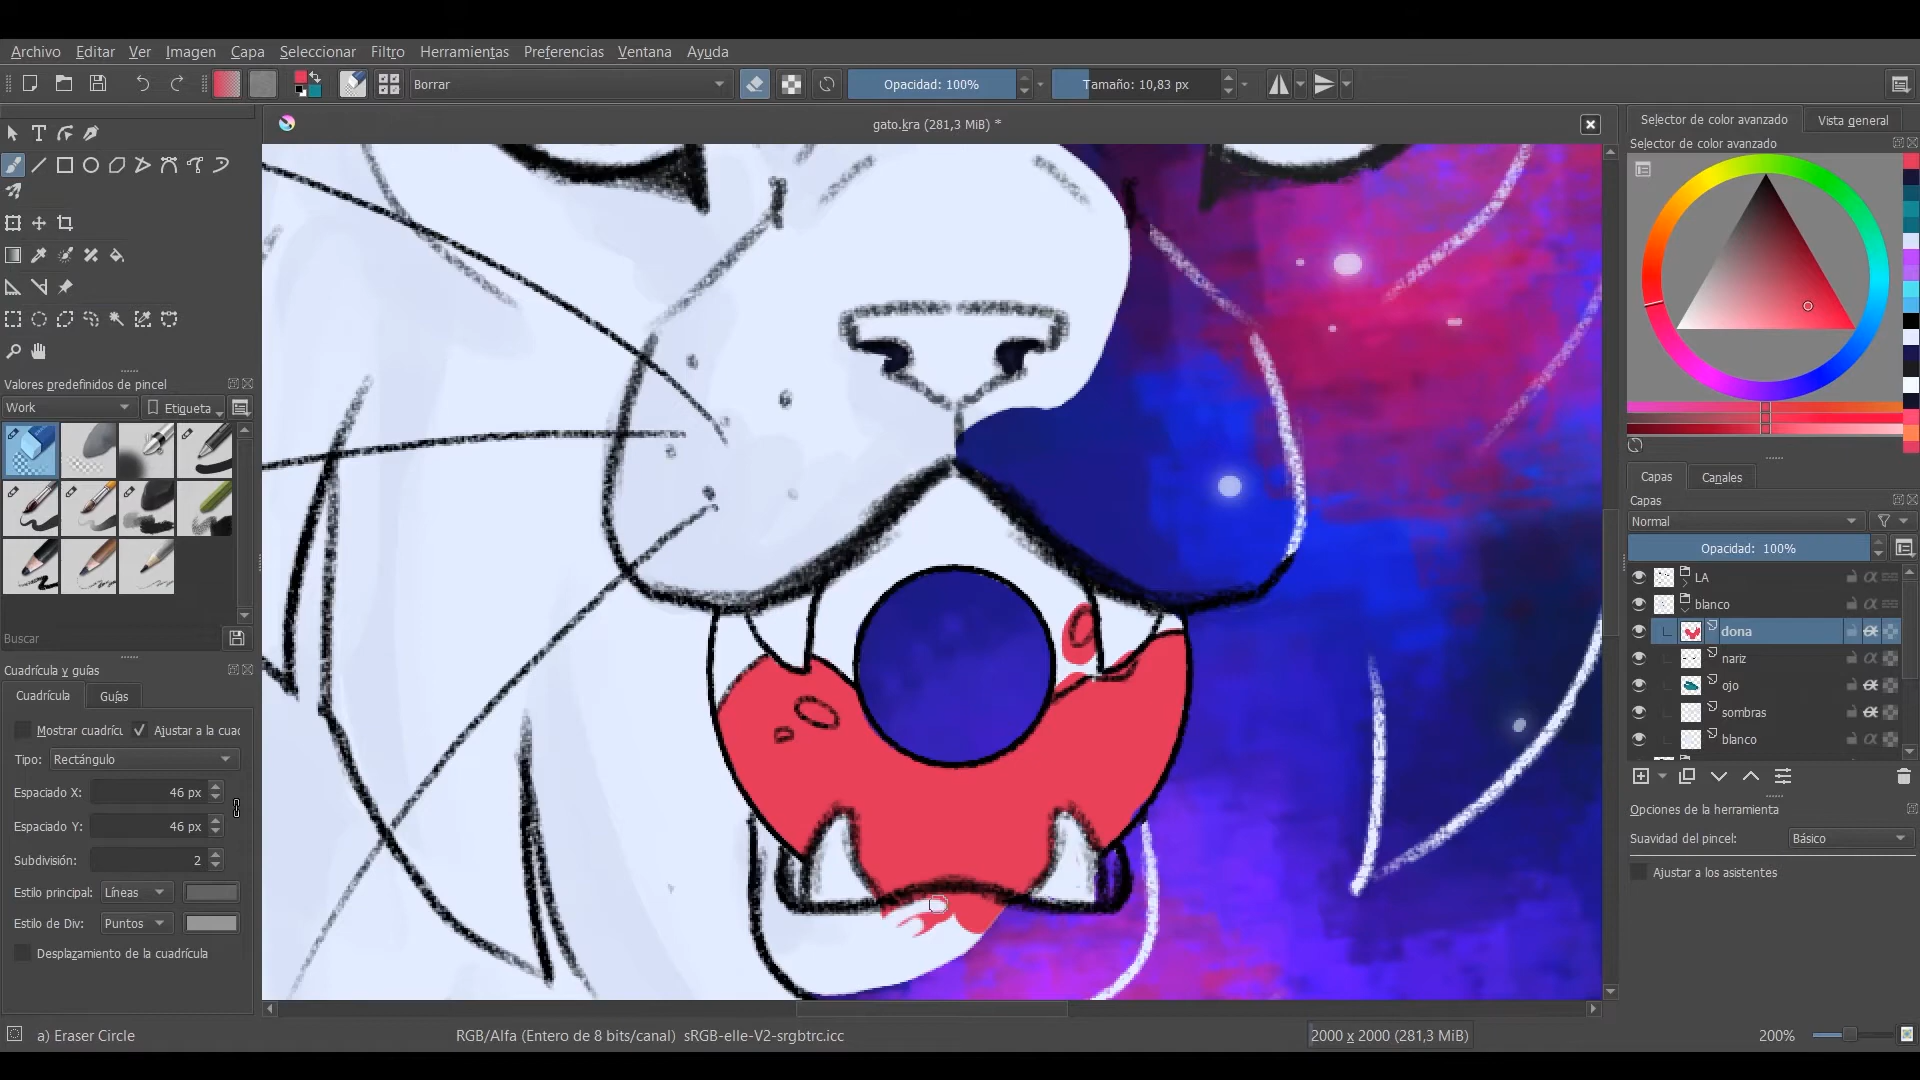 Archivo Editar Ver Imagen Capa Seleccionar Filtro Herramientas Preferencias Ventana Ayuda
Borrar
Opacidad: 100%
Tamaño: 10,83 px
gato.kra (281,3 MiB) *
Selector de color avanzado
Vista general
Selector de color avanzado
Valores predefinidos de pincel
Work
Etiqueta
Buscar
Cuadrícula y guías
Cuadrícula
Guías
Mostrar cuadrícu
Ajustar a la cuad
Tipo: Rectángulo
Espaciado X: 46 px
Espaciado Y: 46 px
Subdivisión: 2
Estilo principal: Líneas
Estilo de Div: Puntos
Desplazamiento de la cuadrícula
Capas
Canales
Capas
Normal
Opacidad: 100%
LA
blanco
dona
nariz
ojo
sombras
blanco
Opciones de la herramienta
Suavidad del pincel: Básico
Ajustar a los asistentes
a) Eraser Circle
RGB/Alfa (Entero de 8 bits/canal) sRGB-elle-V2-srgbtrc.icc
2000 x 2000 (281,3 MiB)
200%